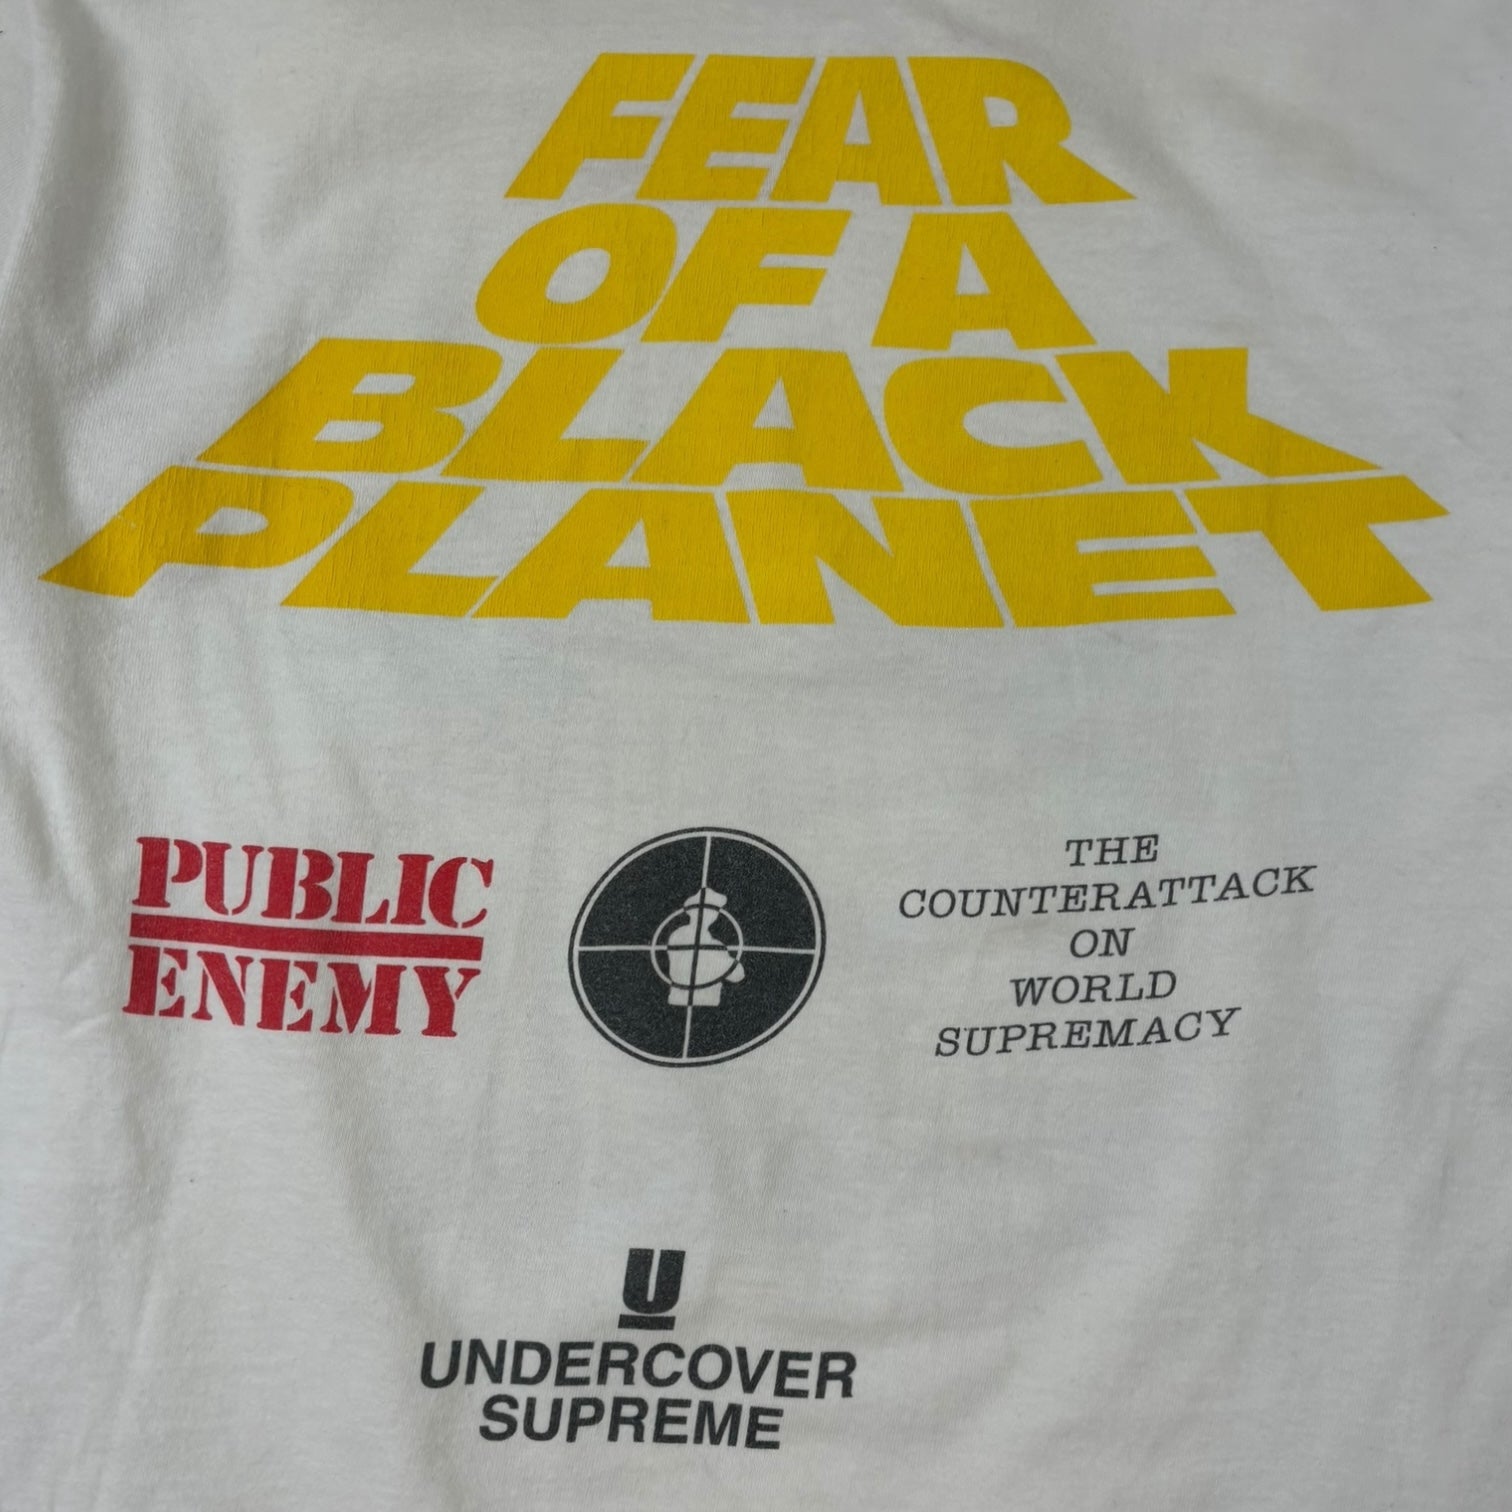 FEAR
OF A
BLACK
PLANET
PUBLIC
ENEMY
THE
COUNTERATTACK
ON
WORLD
SUPREMACY
U
UNDERCOVER
SUPREME